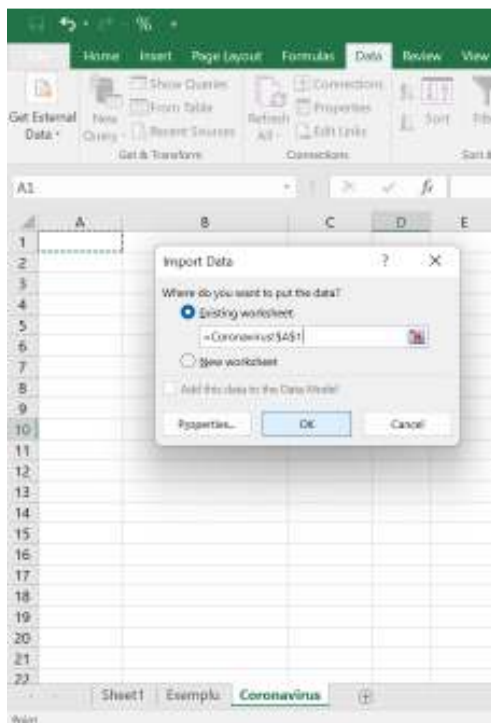 %
Home Insert Page Layout Formulas Data Review View
Get External Data
New Query
Show Queries
From Table
Recent Sources
Refresh All
Connections
Properties
Edit Links
Sort
Get & Transform
Connections
Sort &
A1
fx
A B C D E
1
2
3
4
5
6
7
8
9
10
11
12
13
14
15
16
17
18
19
20
21
22
Import Data ? ×
Where do you want to put the data?
Existing worksheet:
=Coronavirus!$A$1
New worksheet
Add this data to the Data Model
Properties... OK Cancel
Sheet1 Exemplu Coronavirus
Point